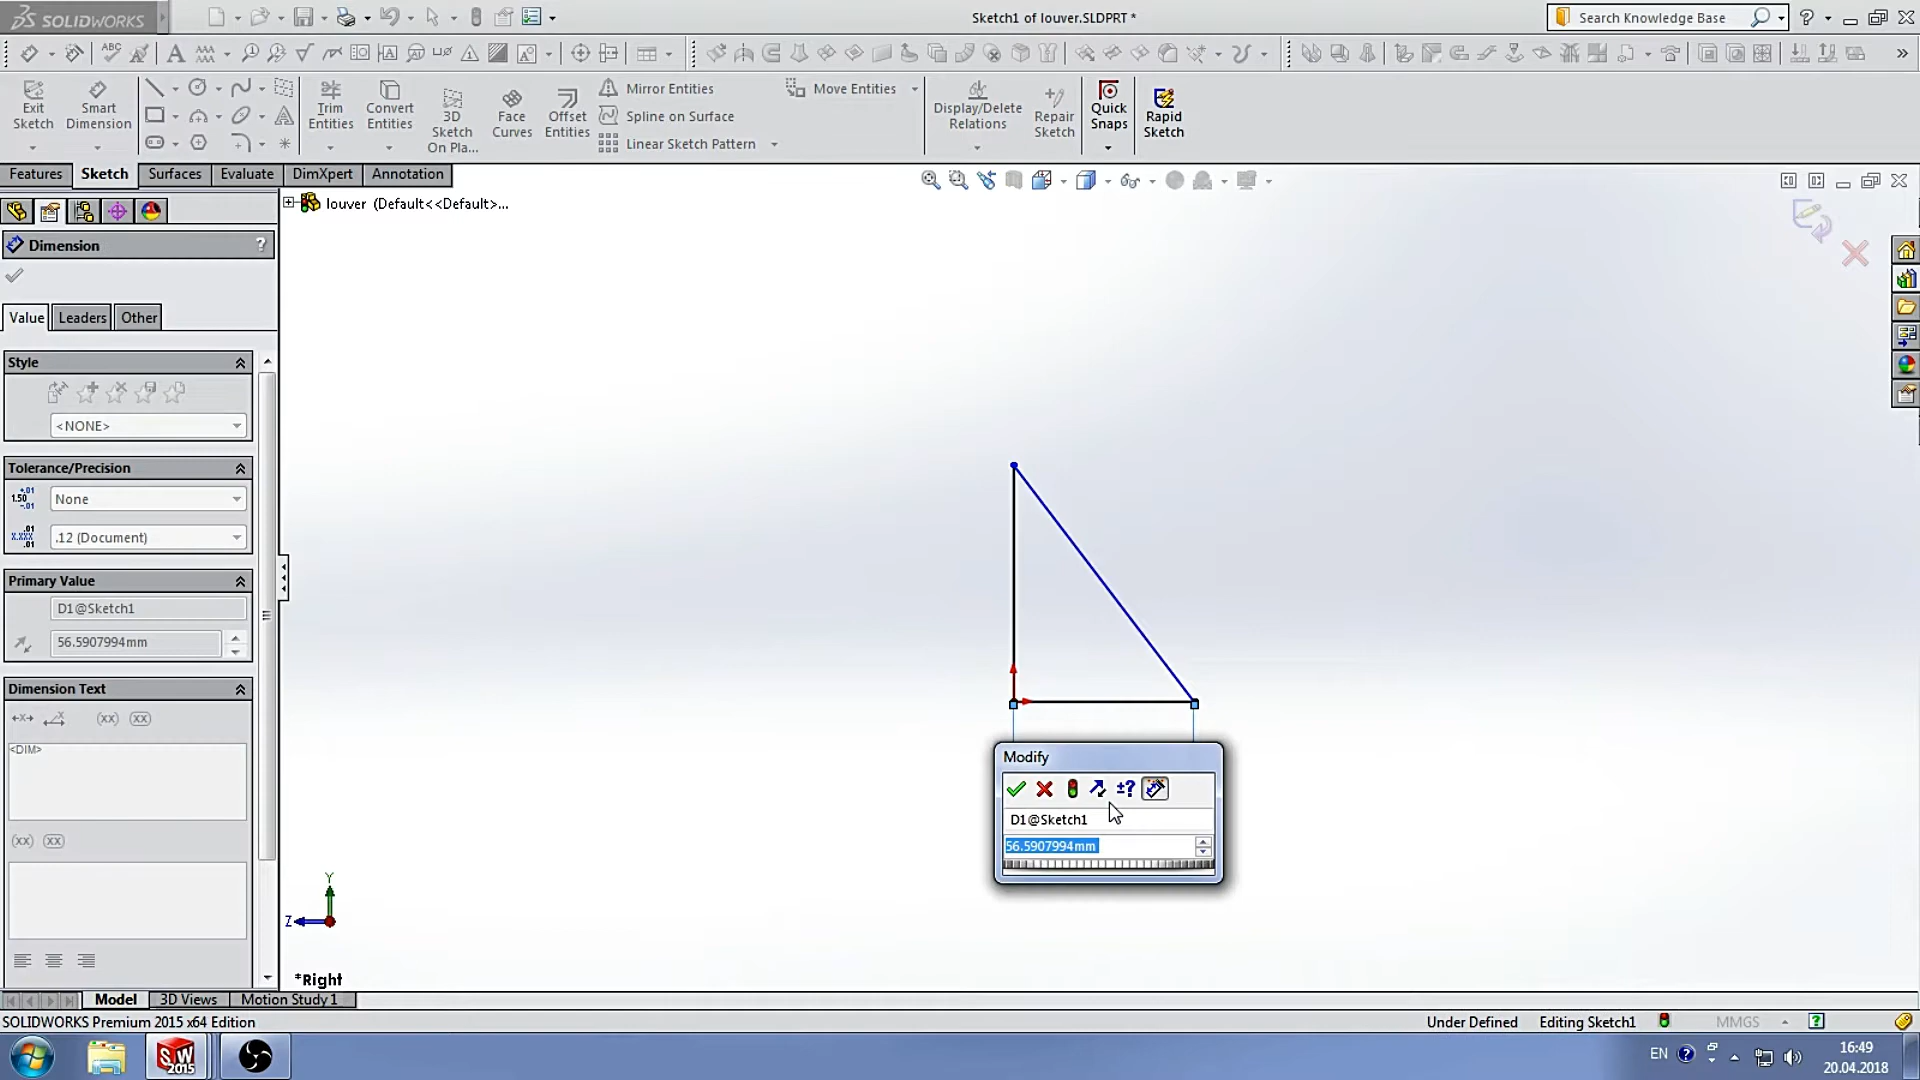 SOLIDWORKS
Sketch1 of louver.SLDPRT *
Search Knowledge Base
Exit Sketch
Smart Dimension
Trim Entities
Convert Entities
3D Sketch On Pla...
Face Curves
Offset Entities
Mirror Entities
Spline on Surface
Linear Sketch Pattern
Move Entities
Display/Delete Relations
Repair Sketch
Quick Snaps
Rapid Sketch
Features
Sketch
Surfaces
Evaluate
DimXpert
Annotation
louver (Default<<Default>...
Dimension
?
Value
Leaders
Other
Style
<NONE>
Tolerance/Precision
None
.12 (Document)
Primary Value
D1@Sketch1
56.5907994mm
Dimension Text
(xx)
(xx)
<DIM>
(xx)
(xx)
Modify
±?
D1@Sketch1
56.5907994mm
Y
Z
*Right
Model
3D Views
Motion Study 1
SOLIDWORKS Premium 2015 x64 Edition
Under Defined
Editing Sketch1
MMGS
SW 2015
EN
16:49
20.04.2018